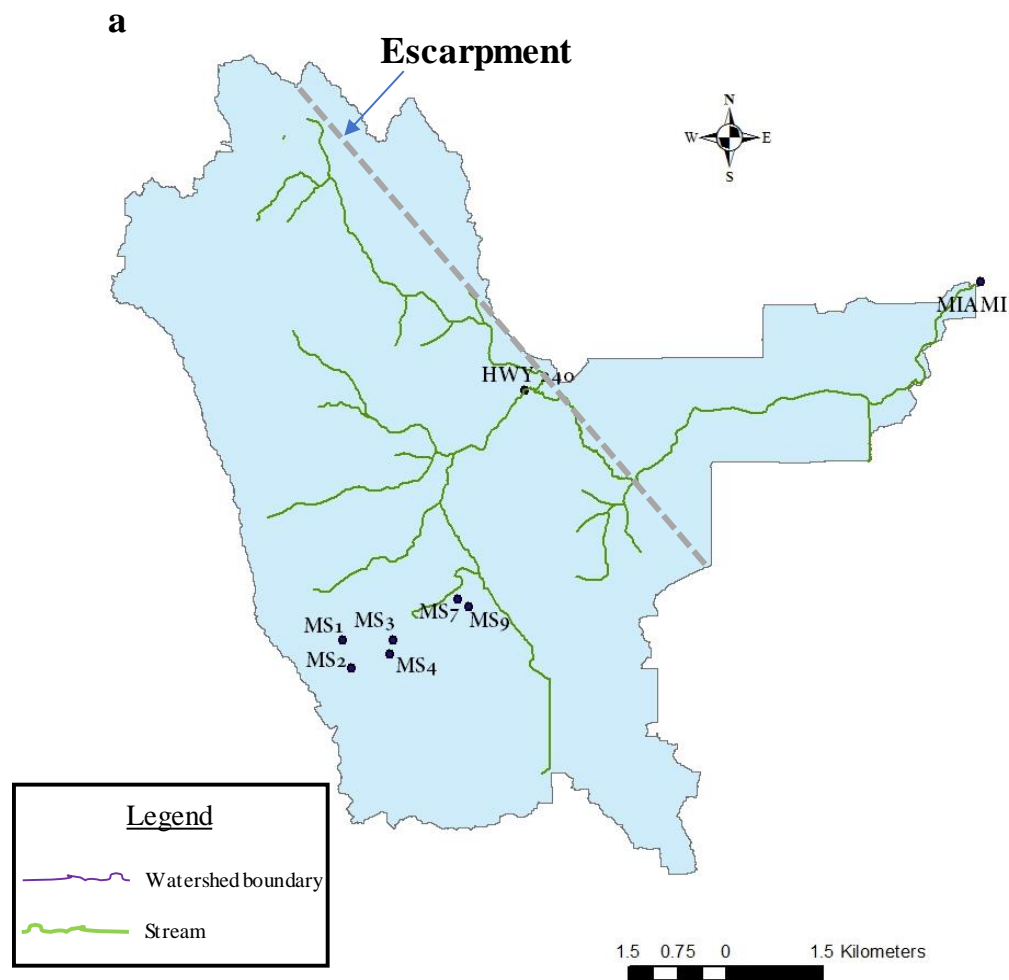 a
Escarpment
N
W E
S
MIAMI
HWY 240
MS7
MS9
MS1 MS3
MS2 MS4
Legend
Watershed boundary
Stream
1.5 0.75 0 1.5 Kilometers